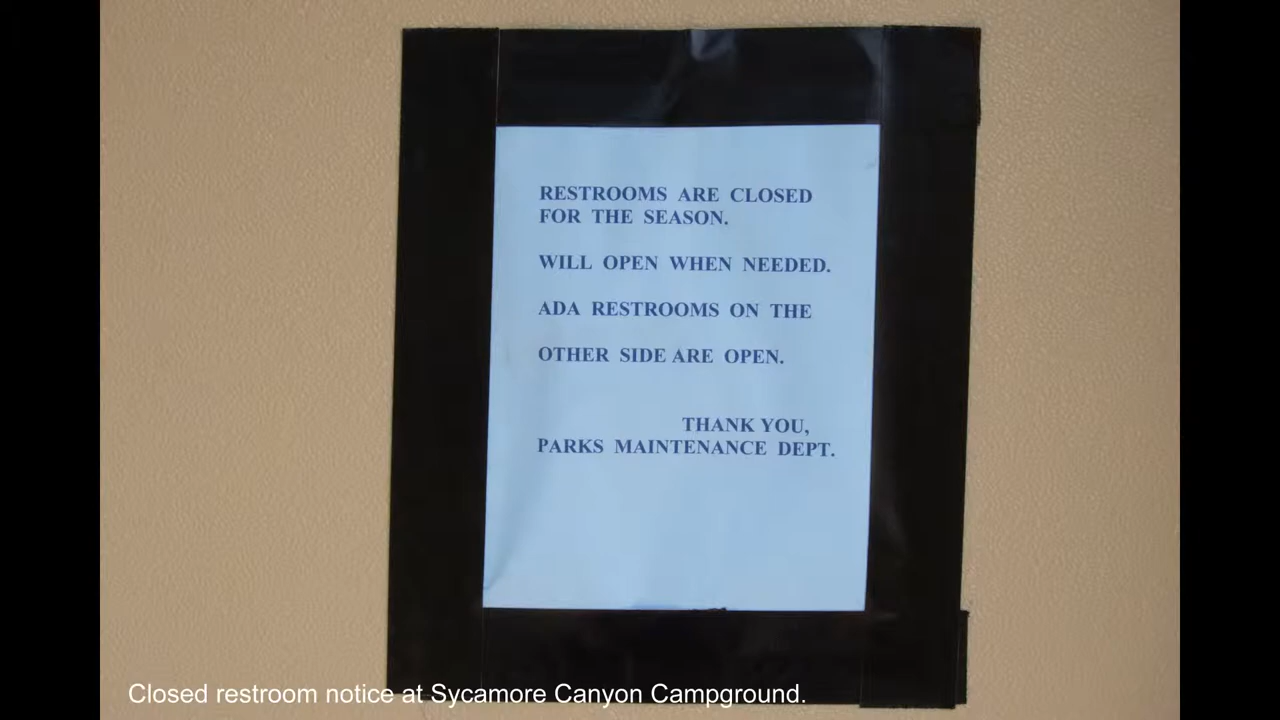 RESTROOMS ARE CLOSED
FOR THE SEASON.
WILL OPEN WHEN NEEDED.
ADA RESTROOMS ON THE
OTHER SIDE ARE OPEN.
THANK YOU,
PARKS MAINTENANCE DEPT.
Closed restroom notice at Sycamore Canyon Campground.